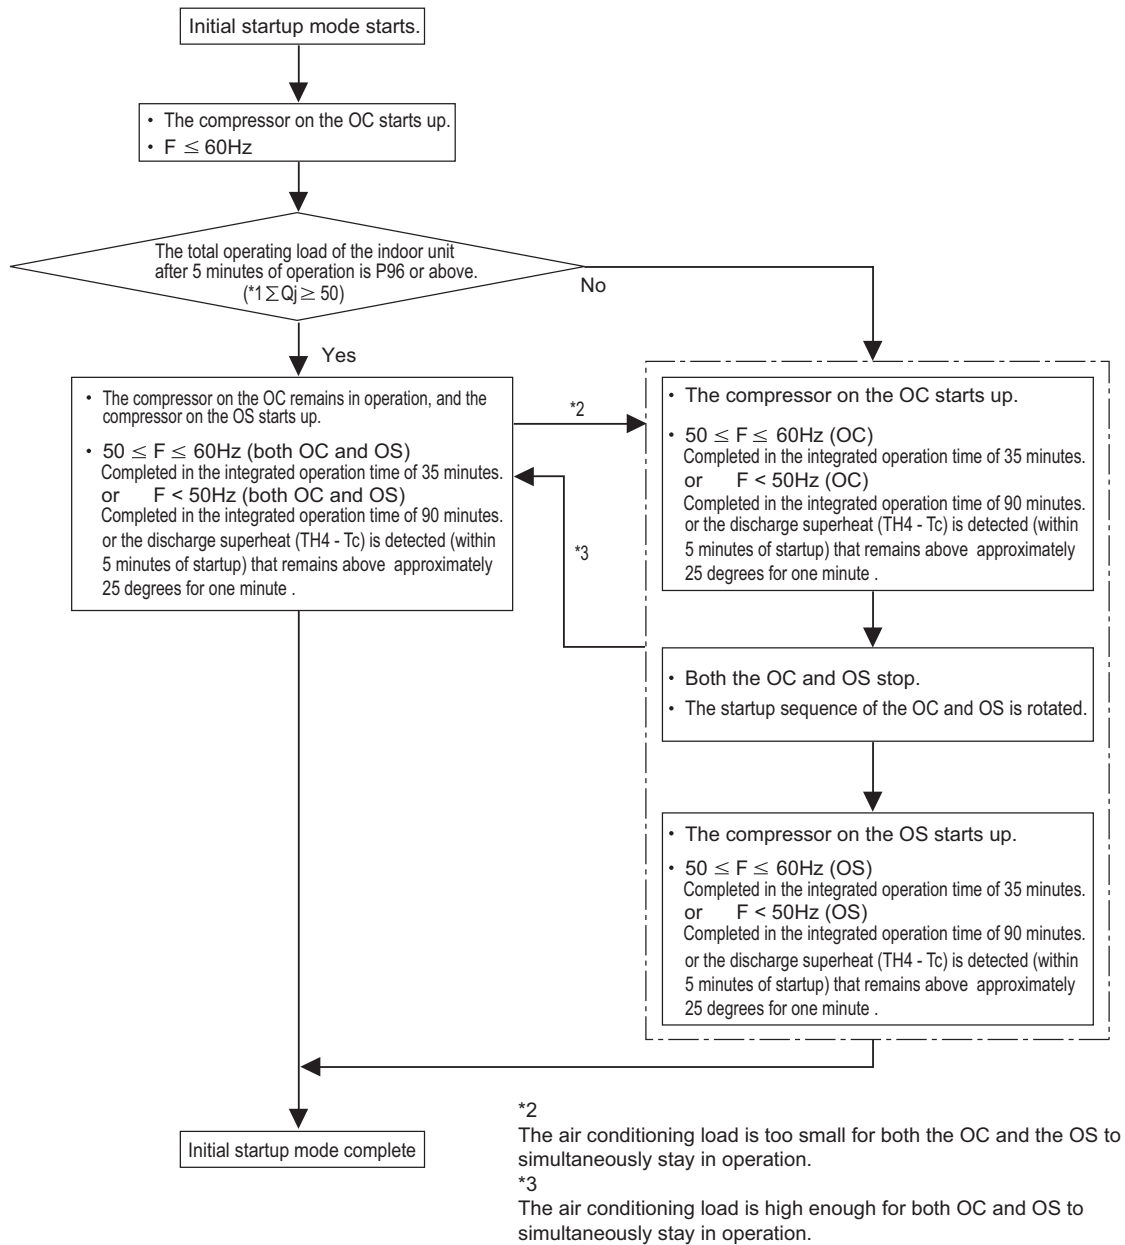 Initial startup mode starts.
• The compressor on the OC starts up.
• F ≤ 60Hz
The total operating load of the indoor unit
after 5 minutes of operation is P96 or above.
(*1∑Qj ≥ 50)
No
Yes
• The compressor on the OC remains in operation, and the
compressor on the OS starts up.
• 50 ≤ F ≤ 60Hz (both OC and OS)
Completed in the integrated operation time of 35 minutes.
or F < 50Hz (both OC and OS)
Completed in the integrated operation time of 90 minutes.
or the discharge superheat (TH4 - Tc) is detected (within
5 minutes of startup) that remains above approximately
25 degrees for one minute .
*2
*3
• The compressor on the OC starts up.
• 50 ≤ F ≤ 60Hz (OC)
Completed in the integrated operation time of 35 minutes.
or F < 50Hz (OC)
Completed in the integrated operation time of 90 minutes.
or the discharge superheat (TH4 - Tc) is detected (within
5 minutes of startup) that remains above approximately
25 degrees for one minute .
• Both the OC and OS stop.
• The startup sequence of the OC and OS is rotated.
• The compressor on the OS starts up.
• 50 ≤ F ≤ 60Hz (OS)
Completed in the integrated operation time of 35 minutes.
or F < 50Hz (OS)
Completed in the integrated operation time of 90 minutes.
or the discharge superheat (TH4 - Tc) is detected (within
5 minutes of startup) that remains above approximately
25 degrees for one minute .
Initial startup mode complete
*2
The air conditioning load is too small for both the OC and the OS to
simultaneously stay in operation.
*3
The air conditioning load is high enough for both OC and OS to
simultaneously stay in operation.